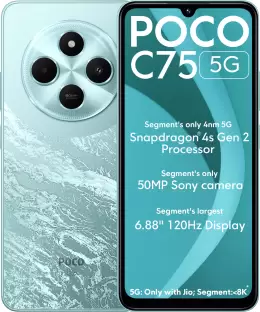 POCO
C75 5G
Segment's only 4nm 5G
Snapdragon 4s Gen 2
Processor
Segment's only
50MP Sony camera
Segment's largest
6.88" 120Hz Display
5G: Only with Jio; Segment:<8K
POCO